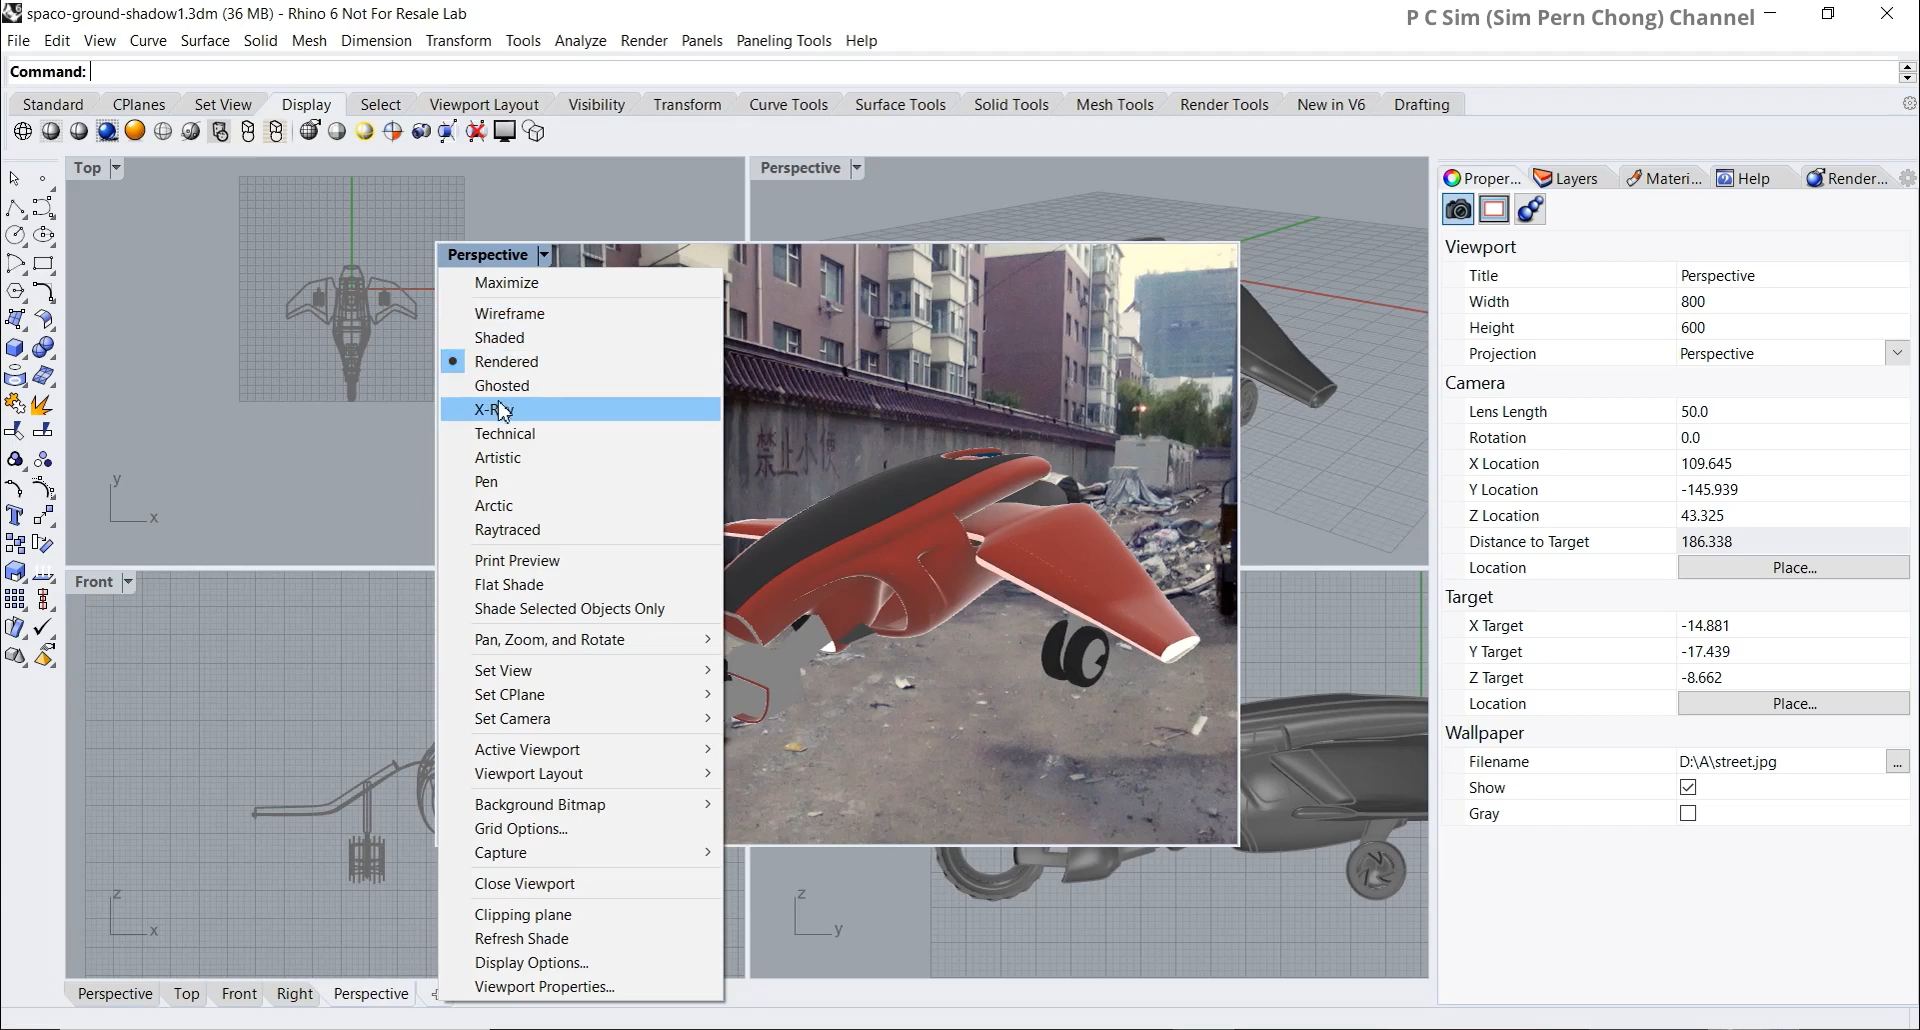 spaco-ground-shadow1.3dm (36 MB) - Rhino 6 Not For Resale Lab
P C Sim (Sim Pern Chong) Channel
File Edit View Curve Surface Solid Mesh Dimension Transform Tools Analyze Render Panels Paneling Tools Help
Command:
Standard CPlanes Set View Display Select Viewport Layout Visibility Transform Curve Tools Surface Tools Solid Tools Mesh Tools Render Tools New in V6 Drafting
Top
Perspective
Proper... Layers Materi... Help Render...
Perspective
Maximize
Wireframe
Shaded
Rendered
Ghosted
X-Ray
Technical
Artistic
Pen
Arctic
Raytraced
Print Preview
Flat Shade
Shade Selected Objects Only
Pan, Zoom, and Rotate
Set View
Set CPlane
Set Camera
Active Viewport
Viewport Layout
Background Bitmap
Grid Options...
Capture
Close Viewport
Clipping plane
Refresh Shade
Display Options...
Viewport Properties...
禁止小便
y
x
Front
z
x
z
y
Viewport
Title Perspective
Width 800
Height 600
Projection Perspective
Camera
Lens Length 50.0
Rotation 0.0
X Location 109.645
Y Location -145.939
Z Location 43.325
Distance to Target 186.338
Location Place...
Target
X Target -14.881
Y Target -17.439
Z Target -8.662
Location Place...
Wallpaper
Filename D:\A\street.jpg ...
Show
Gray
Perspective Top Front Right Perspective